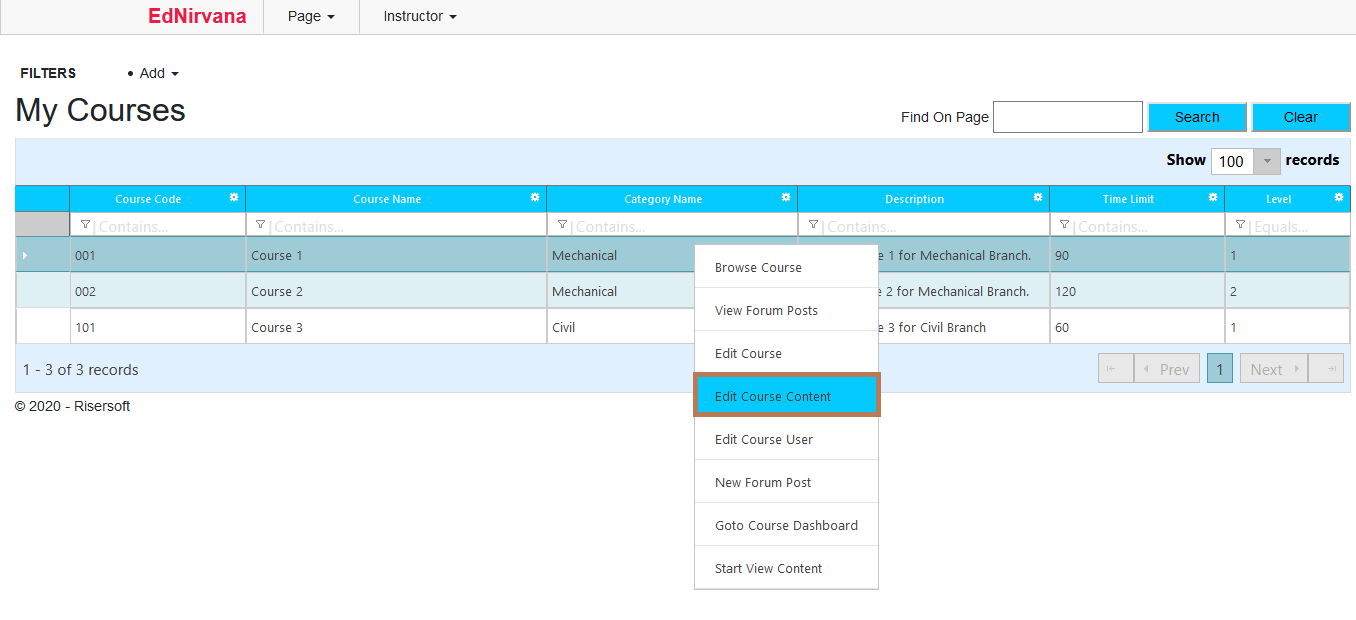 EdNirvana Page Instructor
FILTERS • Add
My Courses
Find On Page Search Clear
Show 100 records
Course Code Course Name Category Name Description Time Limit Level
Contains... Contains... Contains... Contains... Contains... Equals...
001 Course 1 Mechanical 1 for Mechanical Branch. 90 1
002 Course 2 Mechanical 2 for Mechanical Branch. 120 2
101 Course 3 Civil 3 for Civil Branch 60 1
1 - 3 of 3 records Prev 1 Next
© 2020 - Risersoft
Browse Course
View Forum Posts
Edit Course
Edit Course Content
Edit Course User
New Forum Post
Goto Course Dashboard
Start View Content